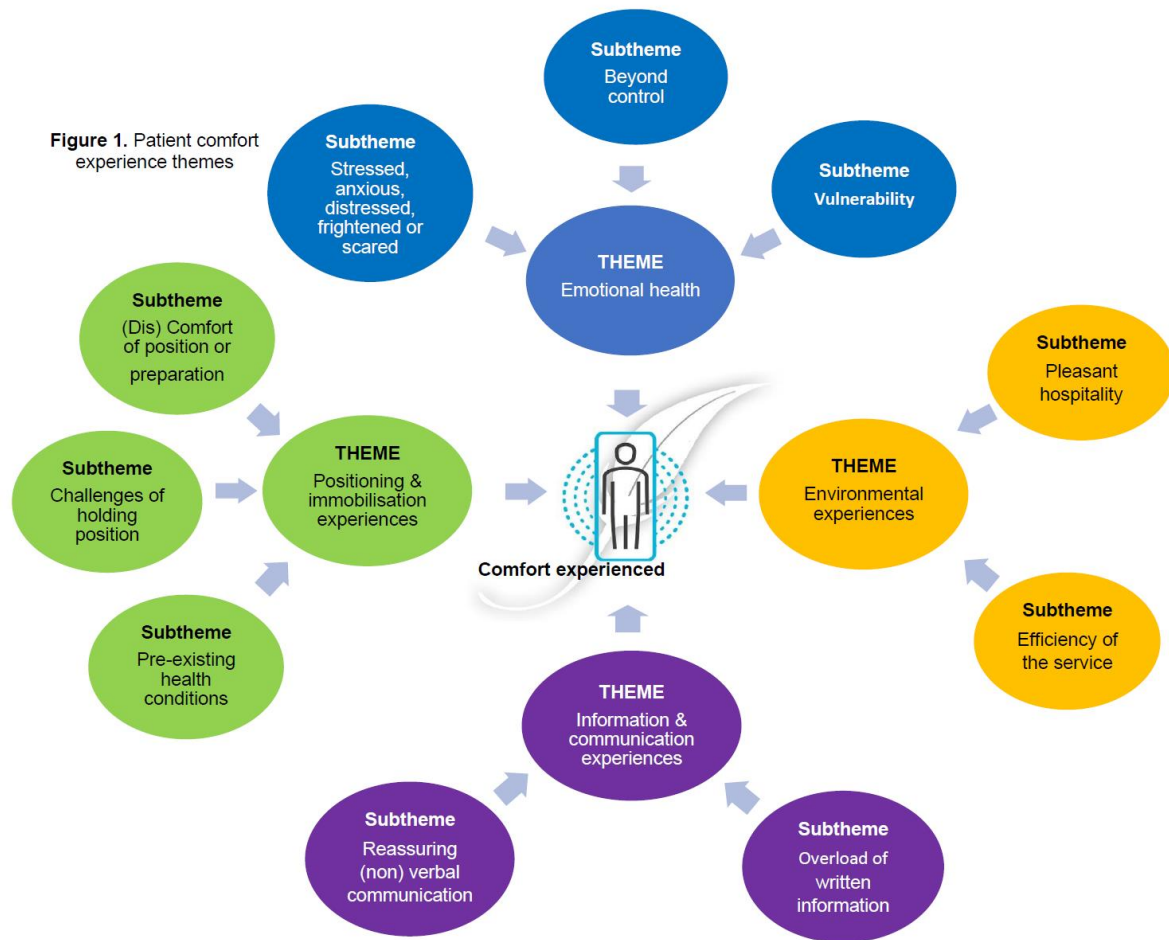 Figure 1. Patient comfort
experience themes
Subtheme
Beyond
control
Subtheme
Stressed,
anxious,
distressed,
frightened or
scared
Subtheme
Vulnerability
THEME
Emotional health
Subtheme
(Dis) Comfort
of position or
preparation
Subtheme
Challenges of
holding
position
Subtheme
Pre-existing
health
conditions
THEME
Positioning &
immobilisation
experiences
Comfort experienced
THEME
Environmental
experiences
Subtheme
Pleasant
hospitality
Subtheme
Efficiency of
the service
THEME
Information &
communication
experiences
Subtheme
Reassuring
(non) verbal
communication
Subtheme
Overload of
written
information